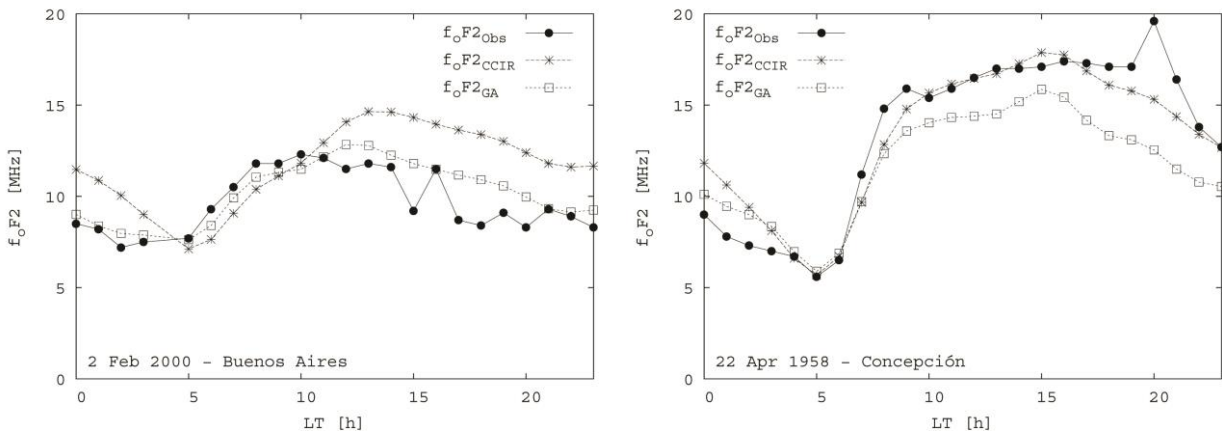 20
15
10
5
0
f_oF2 [MHz]
f_oF2_Obs
f_oF2_CCIR
f_oF2_GA
2 Feb 2000 - Buenos Aires
0 5 10 15 20
LT [h]
20
15
10
5
0
f_oF2 [MHz]
f_oF2_Obs
f_oF2_CCIR
f_oF2_GA
22 Apr 1958 - Concepción
0 5 10 15 20
LT [h]